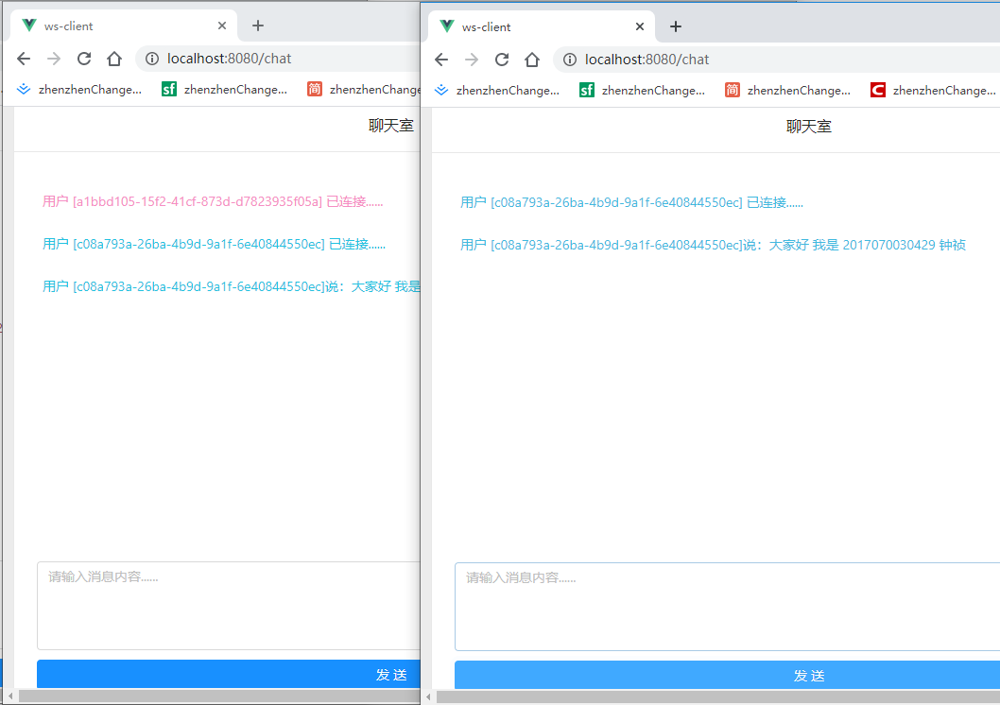 ws-client
localhost:8080/chat
zhenzhenChange...
sf zhenzhenChange...
简 zhenzhenChange
聊天室
用户 [a1bbd105-15f2-41cf-873d-d7823935f05a] 已连接......
用户 [c08a793a-26ba-4b9d-9a1f-6e40844550ec] 已连接......
用户 [c08a793a-26ba-4b9d-9a1f-6e40844550ec]说：大家好 我是
请输入消息内容......
发 送
ws-client
localhost:8080/chat
zhenzhenChange...
sf zhenzhenChange...
简 zhenzhenChange...
C zhenzhenChange...
聊天室
用户 [c08a793a-26ba-4b9d-9a1f-6e40844550ec] 已连接......
用户 [c08a793a-26ba-4b9d-9a1f-6e40844550ec]说：大家好 我是 2017070030429 钟祯
请输入消息内容......
发 送